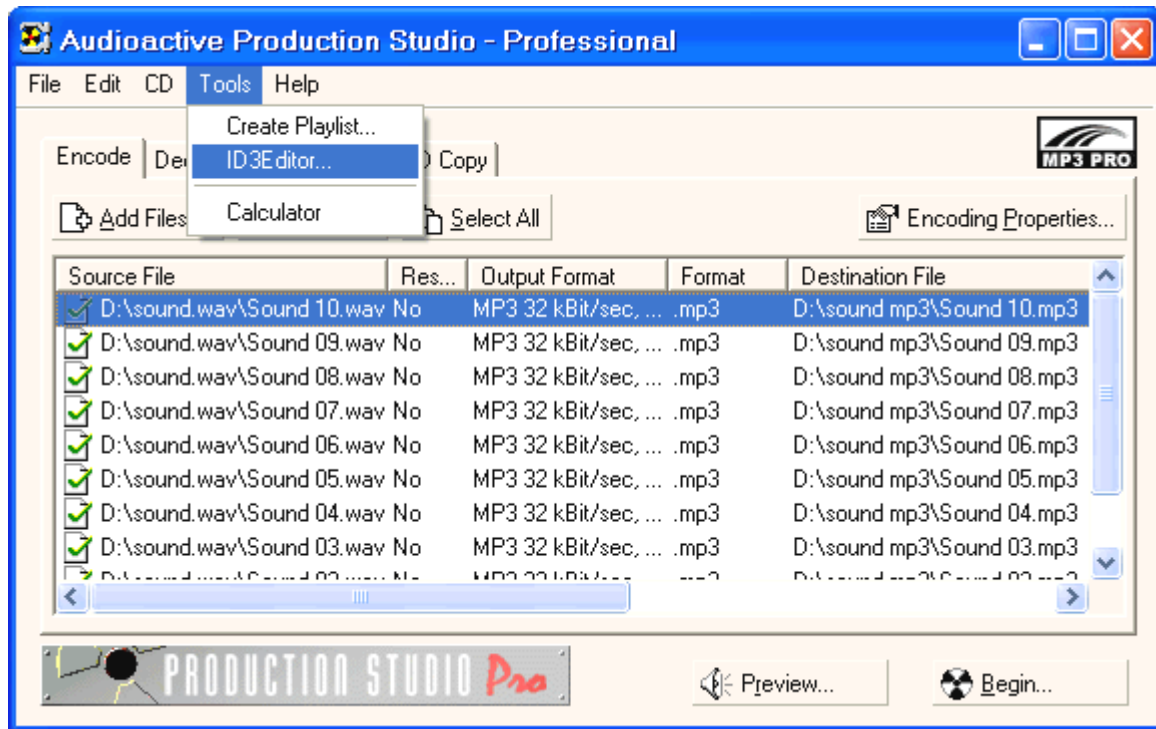 Audioactive Production Studio - Professional
File Edit CD Tools Help
Create Playlist...
ID3Editor...
Calculator
Encode Copy
MP3 PRO
Add Files Select All Encoding Properties...
Source File Res... Output Format Format Destination File
D:\sound.wav\Sound 10.wav No MP3 32 kBit/sec, ... .mp3 D:\sound mp3\Sound 10.mp3
D:\sound.wav\Sound 09.wav No MP3 32 kBit/sec, ... .mp3 D:\sound mp3\Sound 09.mp3
D:\sound.wav\Sound 08.wav No MP3 32 kBit/sec, ... .mp3 D:\sound mp3\Sound 08.mp3
D:\sound.wav\Sound 07.wav No MP3 32 kBit/sec, ... .mp3 D:\sound mp3\Sound 07.mp3
D:\sound.wav\Sound 06.wav No MP3 32 kBit/sec, ... .mp3 D:\sound mp3\Sound 06.mp3
D:\sound.wav\Sound 05.wav No MP3 32 kBit/sec, ... .mp3 D:\sound mp3\Sound 05.mp3
D:\sound.wav\Sound 04.wav No MP3 32 kBit/sec, ... .mp3 D:\sound mp3\Sound 04.mp3
D:\sound.wav\Sound 03.wav No MP3 32 kBit/sec, ... .mp3 D:\sound mp3\Sound 03.mp3
PRODUCTION STUDIO Pro
Preview... Begin...